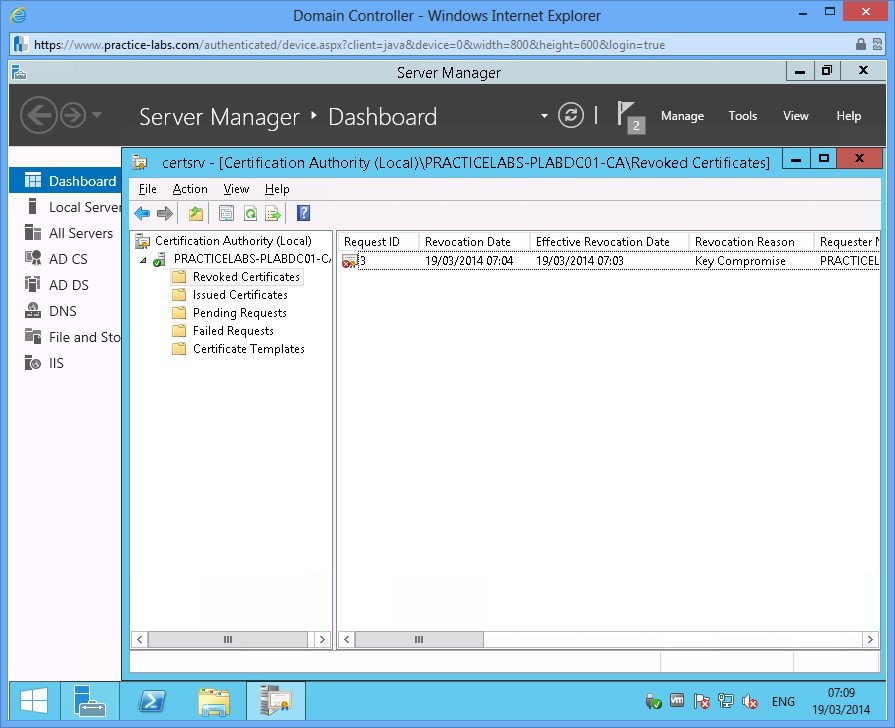 Domain Controller - Windows Internet Explorer
https://www.practice-labs.com/authenticated/device.aspx?client=java&device=0&width=800&height=600&login=true
Server Manager
Server Manager Dashboard
2
Manage Tools View Help
certsrv - [Certification Authority (Local)\PRACTICELABS-PLABDC01-CA\Revoked Certificates]
File Action View Help
Dashboard
Local Server
All Servers
AD CS
AD DS
DNS
File and Sto
IIS
Certification Authority (Local)
PRACTICELABS-PLABDC01-CA
Revoked Certificates
Issued Certificates
Pending Requests
Failed Requests
Certificate Templates
Request ID Revocation Date Effective Revocation Date Revocation Reason Requester N
3 19/03/2014 07:04 19/03/2014 07:03 Key Compromise PRACTICEL
ENG
07:09
19/03/2014